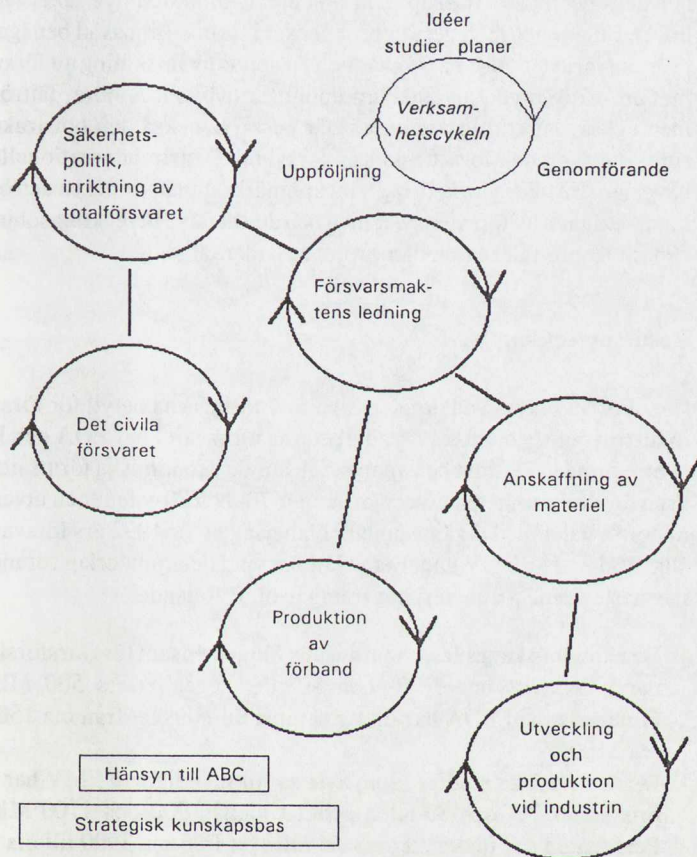 Idéer
studier planer
Verksam-
hetscykeln
Uppföljning
Genomförande
Säkerhets-
politik,
inriktning av
totalförsvaret
Försvarsmak-
tens ledning
Det civila
försvaret
Anskaffning av
materiel
Produktion
av
förband
Utveckling
och
produktion
vid industrin
Hänsyn till ABC
Strategisk kunskapsbas